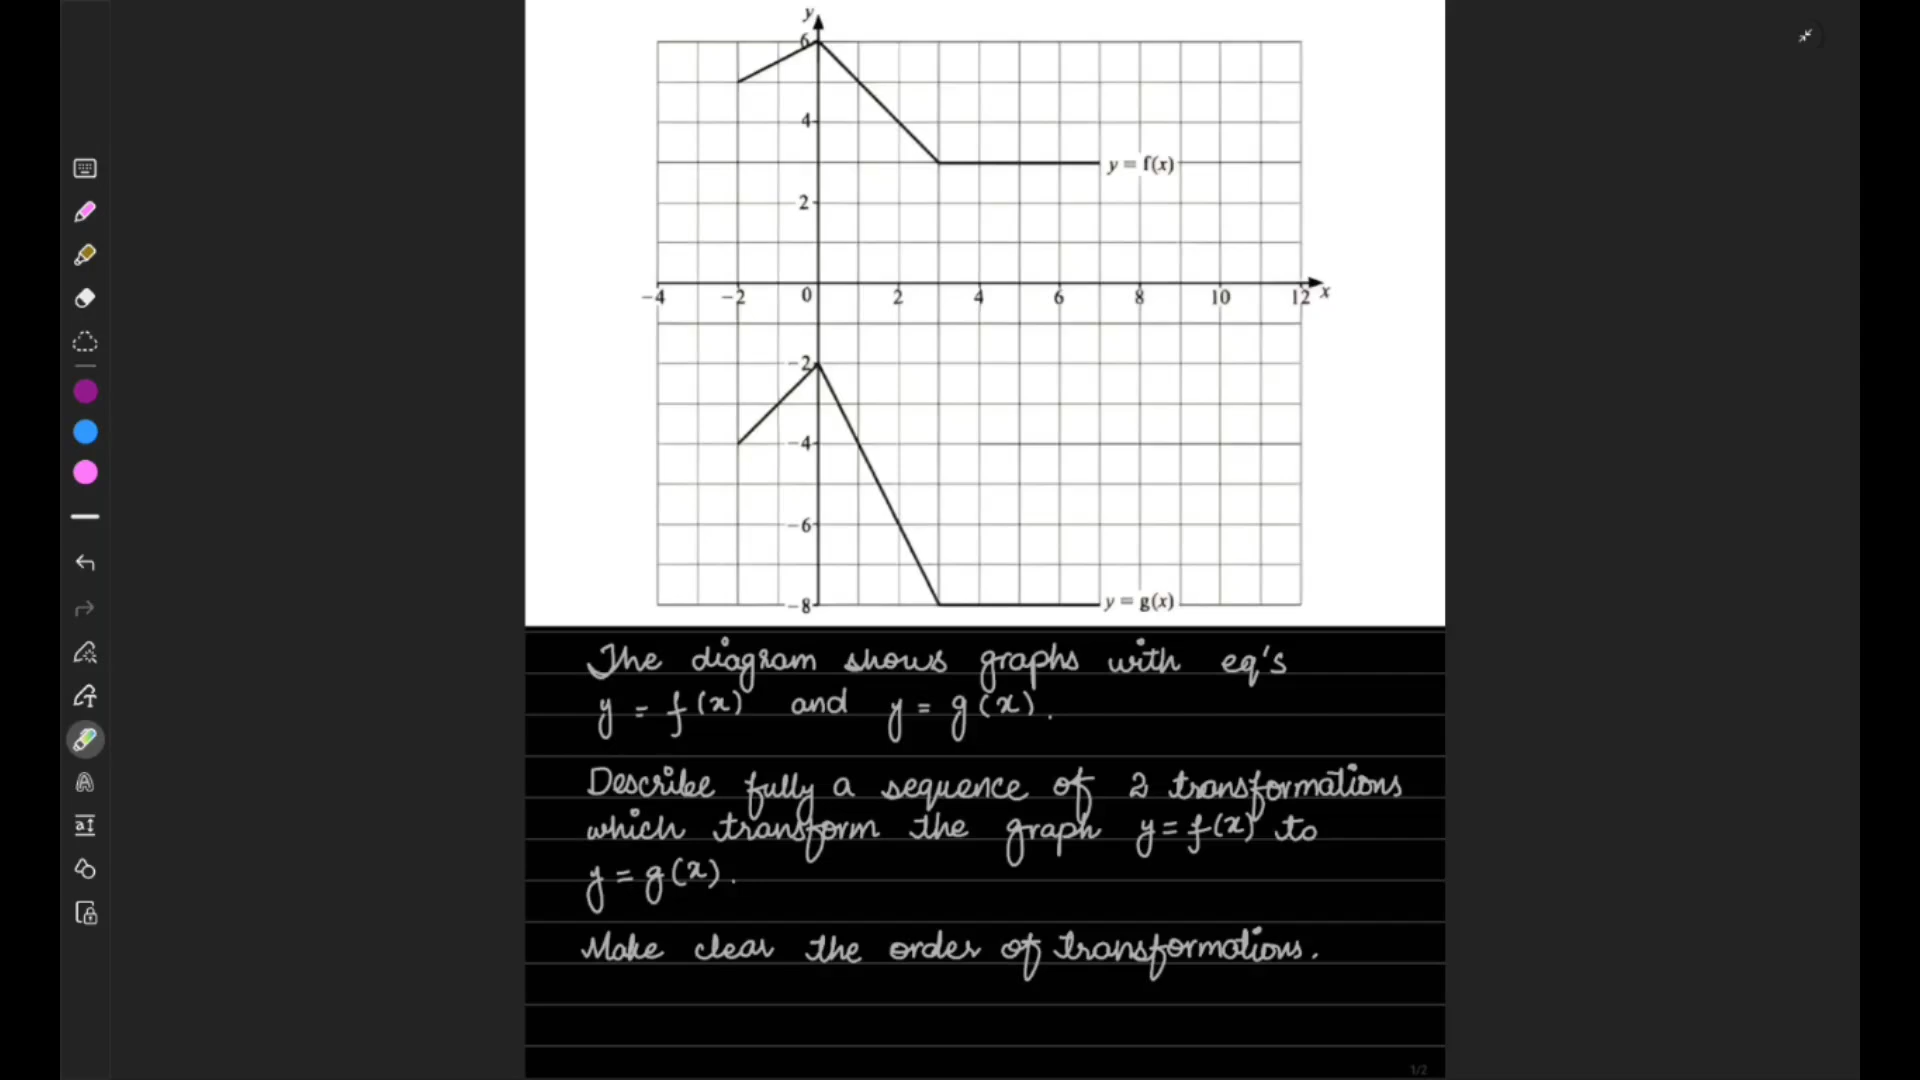 y
6
4
y = f(x)
2
-4 -2 0 2 4 6 8 10 12 x
-2
-4
-6
-8
y = g(x)
The diagram shows graphs with eq's
y = f(x) and y = g(x).
Describe fully a sequence of 2 transformations
which transform the graph y = f(x) to
y = g(x).
Make clear the order of transformations.
1/2